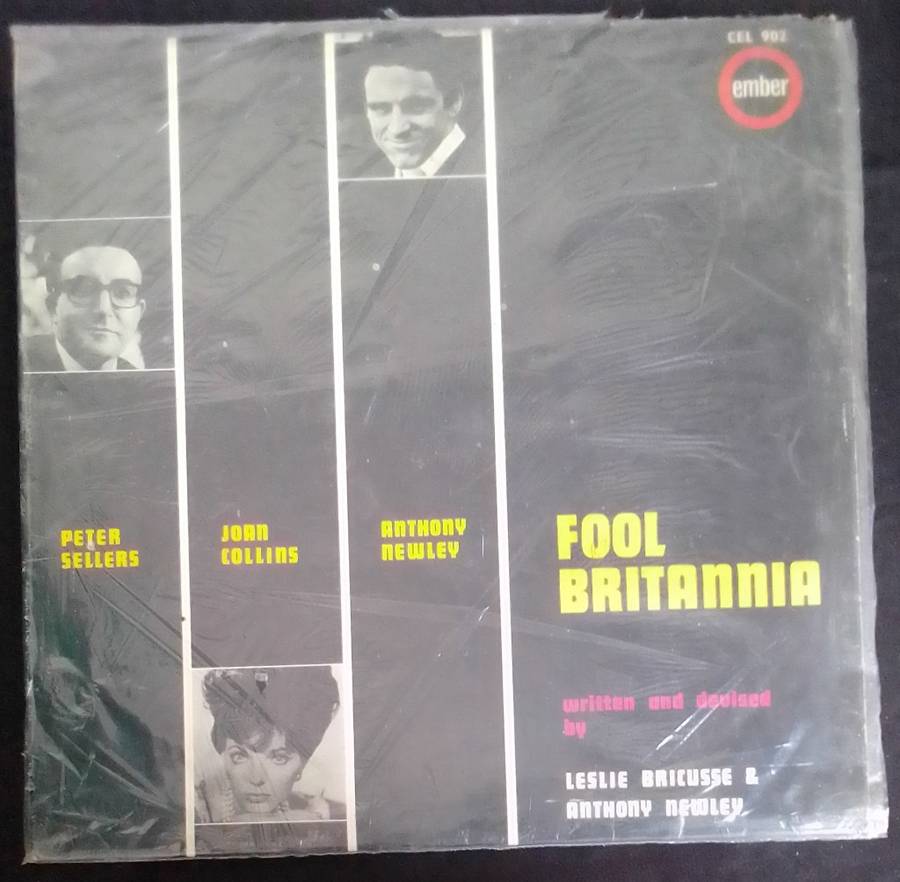 CEL 902
ember
PETER
SELLERS
JOAN
COLLINS
ANTHONY
NEWLEY
FOOL
BRITANNIA
written and devised
by
LESLIE BRICUSSE &
ANTHONY NEWLEY